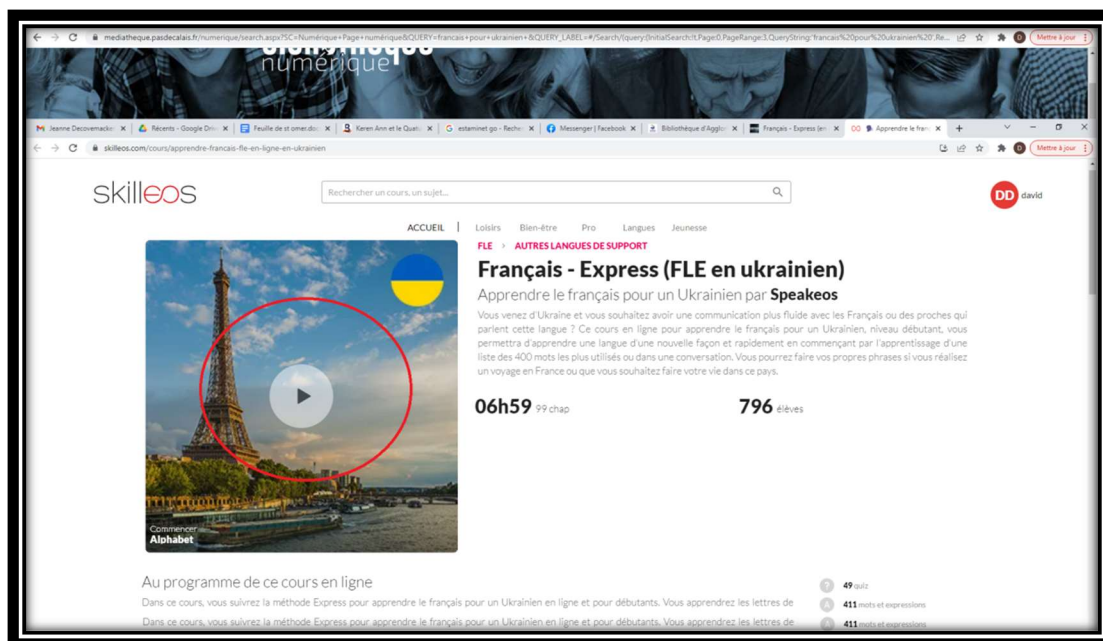 mediatheque.pasdecalais.fr/numerique/search.aspx?SC=Numérique+Page+numérique&QUERY=francais+pour+ukrainien+&QUERY_LABEL=#/Search/(query:(InitialSearch:!t,Page:0,PageRange:3,QueryString:'francais%20pour%20ukrainien%20',Re...
Mettre à jour
numérique
Jeanne Decovemacke
Récents - Google Driv
Feuille de st omer.do
Keren Ann et le Quatu
estaminet go - Reche
Messenger | Facebook
Bibliothèque d'Agglo
Français - Express (en
Apprendre le fran
skilleos.com/cours/apprendre-francais-fle-en-ligne-en-ukrainien
Mettre à jour
skilleos
Rechercher un cours, un sujet...
DD david
ACCUEIL | Loisirs Bien-être Pro Langues Jeunesse
FLE > AUTRES LANGUES DE SUPPORT
Français - Express (FLE en ukrainien)
Apprendre le français pour un Ukrainien par Speakeos
Vous venez d'Ukraine et vous souhaitez avoir une communication plus fluide avec les Français ou des proches qui
parlent cette langue ? Ce cours en ligne pour apprendre le français pour un Ukrainien, niveau débutant, vous
permettra d'apprendre une langue d'une nouvelle façon et rapidement en commençant par l'apprentissage d'une
liste des 400 mots les plus utilisés ou dans une conversation. Vous pourrez faire vos propres phrases si vous réalisez
un voyage en France ou que vous souhaitez faire votre vie dans ce pays.
06h59 99 chap
796 élèves
Commencer
Alphabet
Au programme de ce cours en ligne
Dans ce cours, vous suivrez la méthode Express pour apprendre le français pour un Ukrainien en ligne et pour débutants. Vous apprendrez les lettres de
Dans ce cours, vous suivrez la méthode Express pour apprendre le français pour un Ukrainien en ligne et pour débutants. Vous apprendrez les lettres de
49 quiz
411 mots et expressions
411 mots et expressions